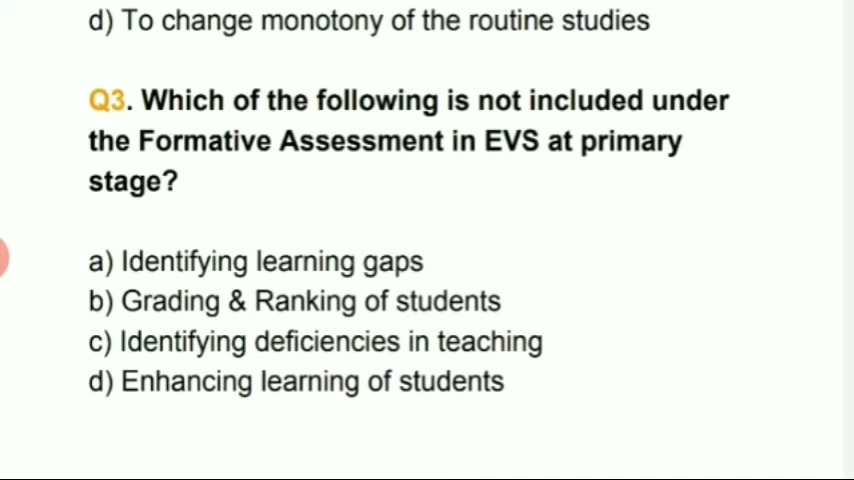 d) To change monotony of the routine studies
Q3. Which of the following is not included under
the Formative Assessment in EVS at primary
stage?
a) Identifying learning gaps
b) Grading & Ranking of students
c) Identifying deficiencies in teaching
d) Enhancing learning of students